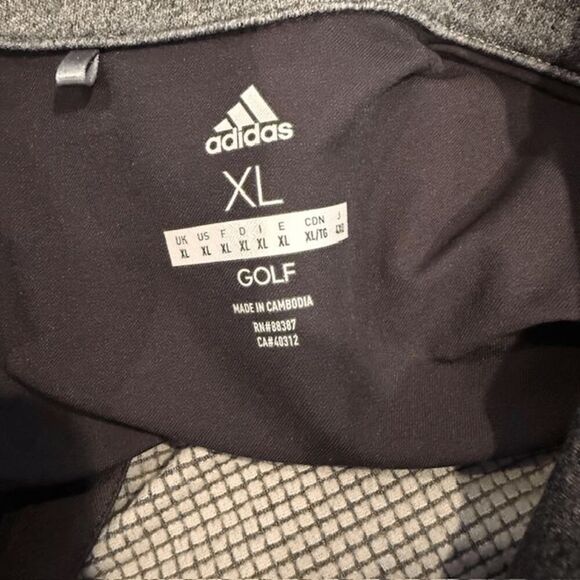 adidas
XL
UK US F D I E CDN J
XL XL XL XL XL XL XL/TG
GOLF
MADE IN CAMBODIA
RN#88387
CA#40312